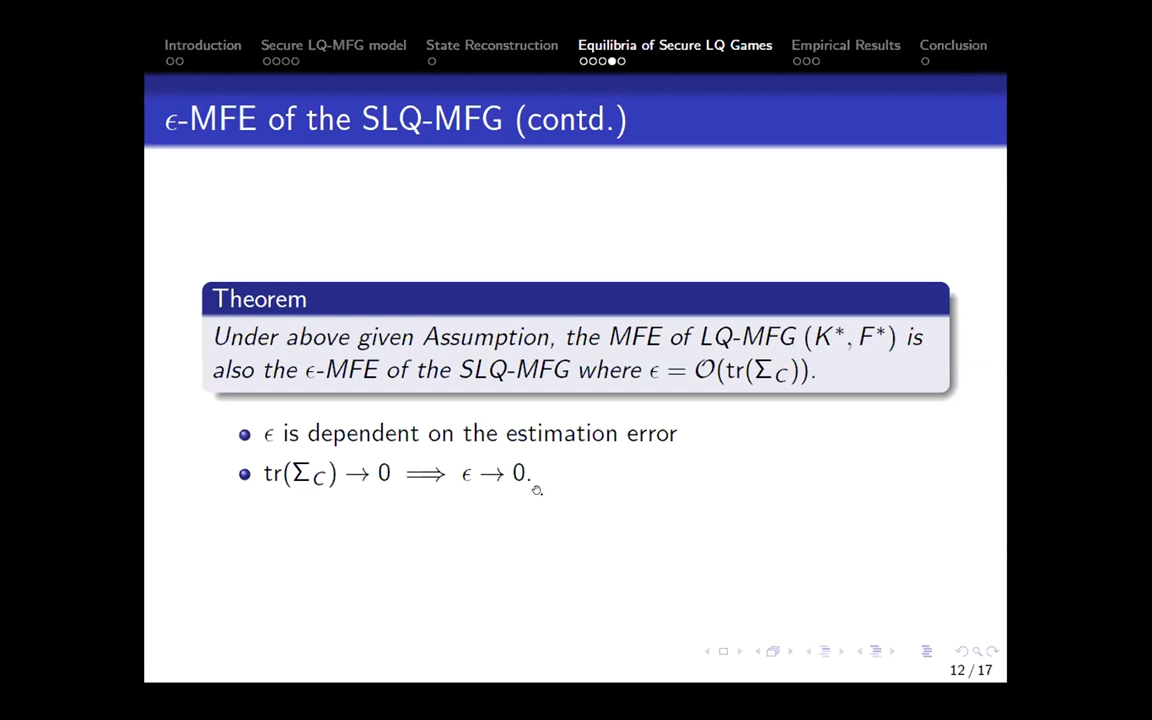 Introduction Secure LQ-MFG model State Reconstruction Equilibria of Secure LQ Games Empirical Results Conclusion
ϵ-MFE of the SLQ-MFG (contd.)
Theorem
Under above given Assumption, the MFE of LQ-MFG (K*, F*) is
also the ϵ-MFE of the SLQ-MFG where ϵ = 𝒪(tr(Σ_C)).
ϵ is dependent on the estimation error
tr(Σ_C) → 0 ⟹ ϵ → 0.
12 / 17